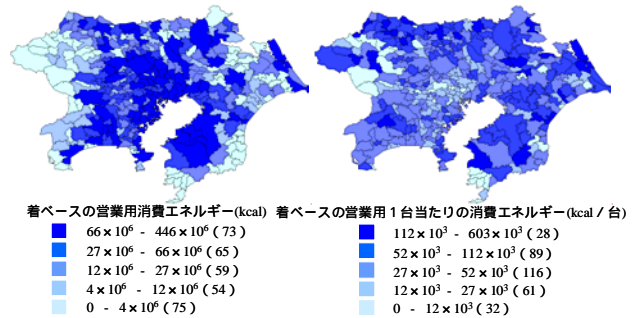 着ベースの営業用消費エネルギー(kcal)
66×10⁶ - 446×10⁶(73)
27×10⁶ - 66×10⁶(65)
12×10⁶ - 27×10⁶(59)
4×10⁶ - 12×10⁶(54)
0 - 4×10⁶(75)
着ベースの営業用1台当たりの消費エネルギー(kcal/台)
112×10³ - 603×10³(28)
52×10³ - 112×10³(89)
27×10³ - 52×10³(116)
12×10³ - 27×10³(61)
0 - 12×10³(32)